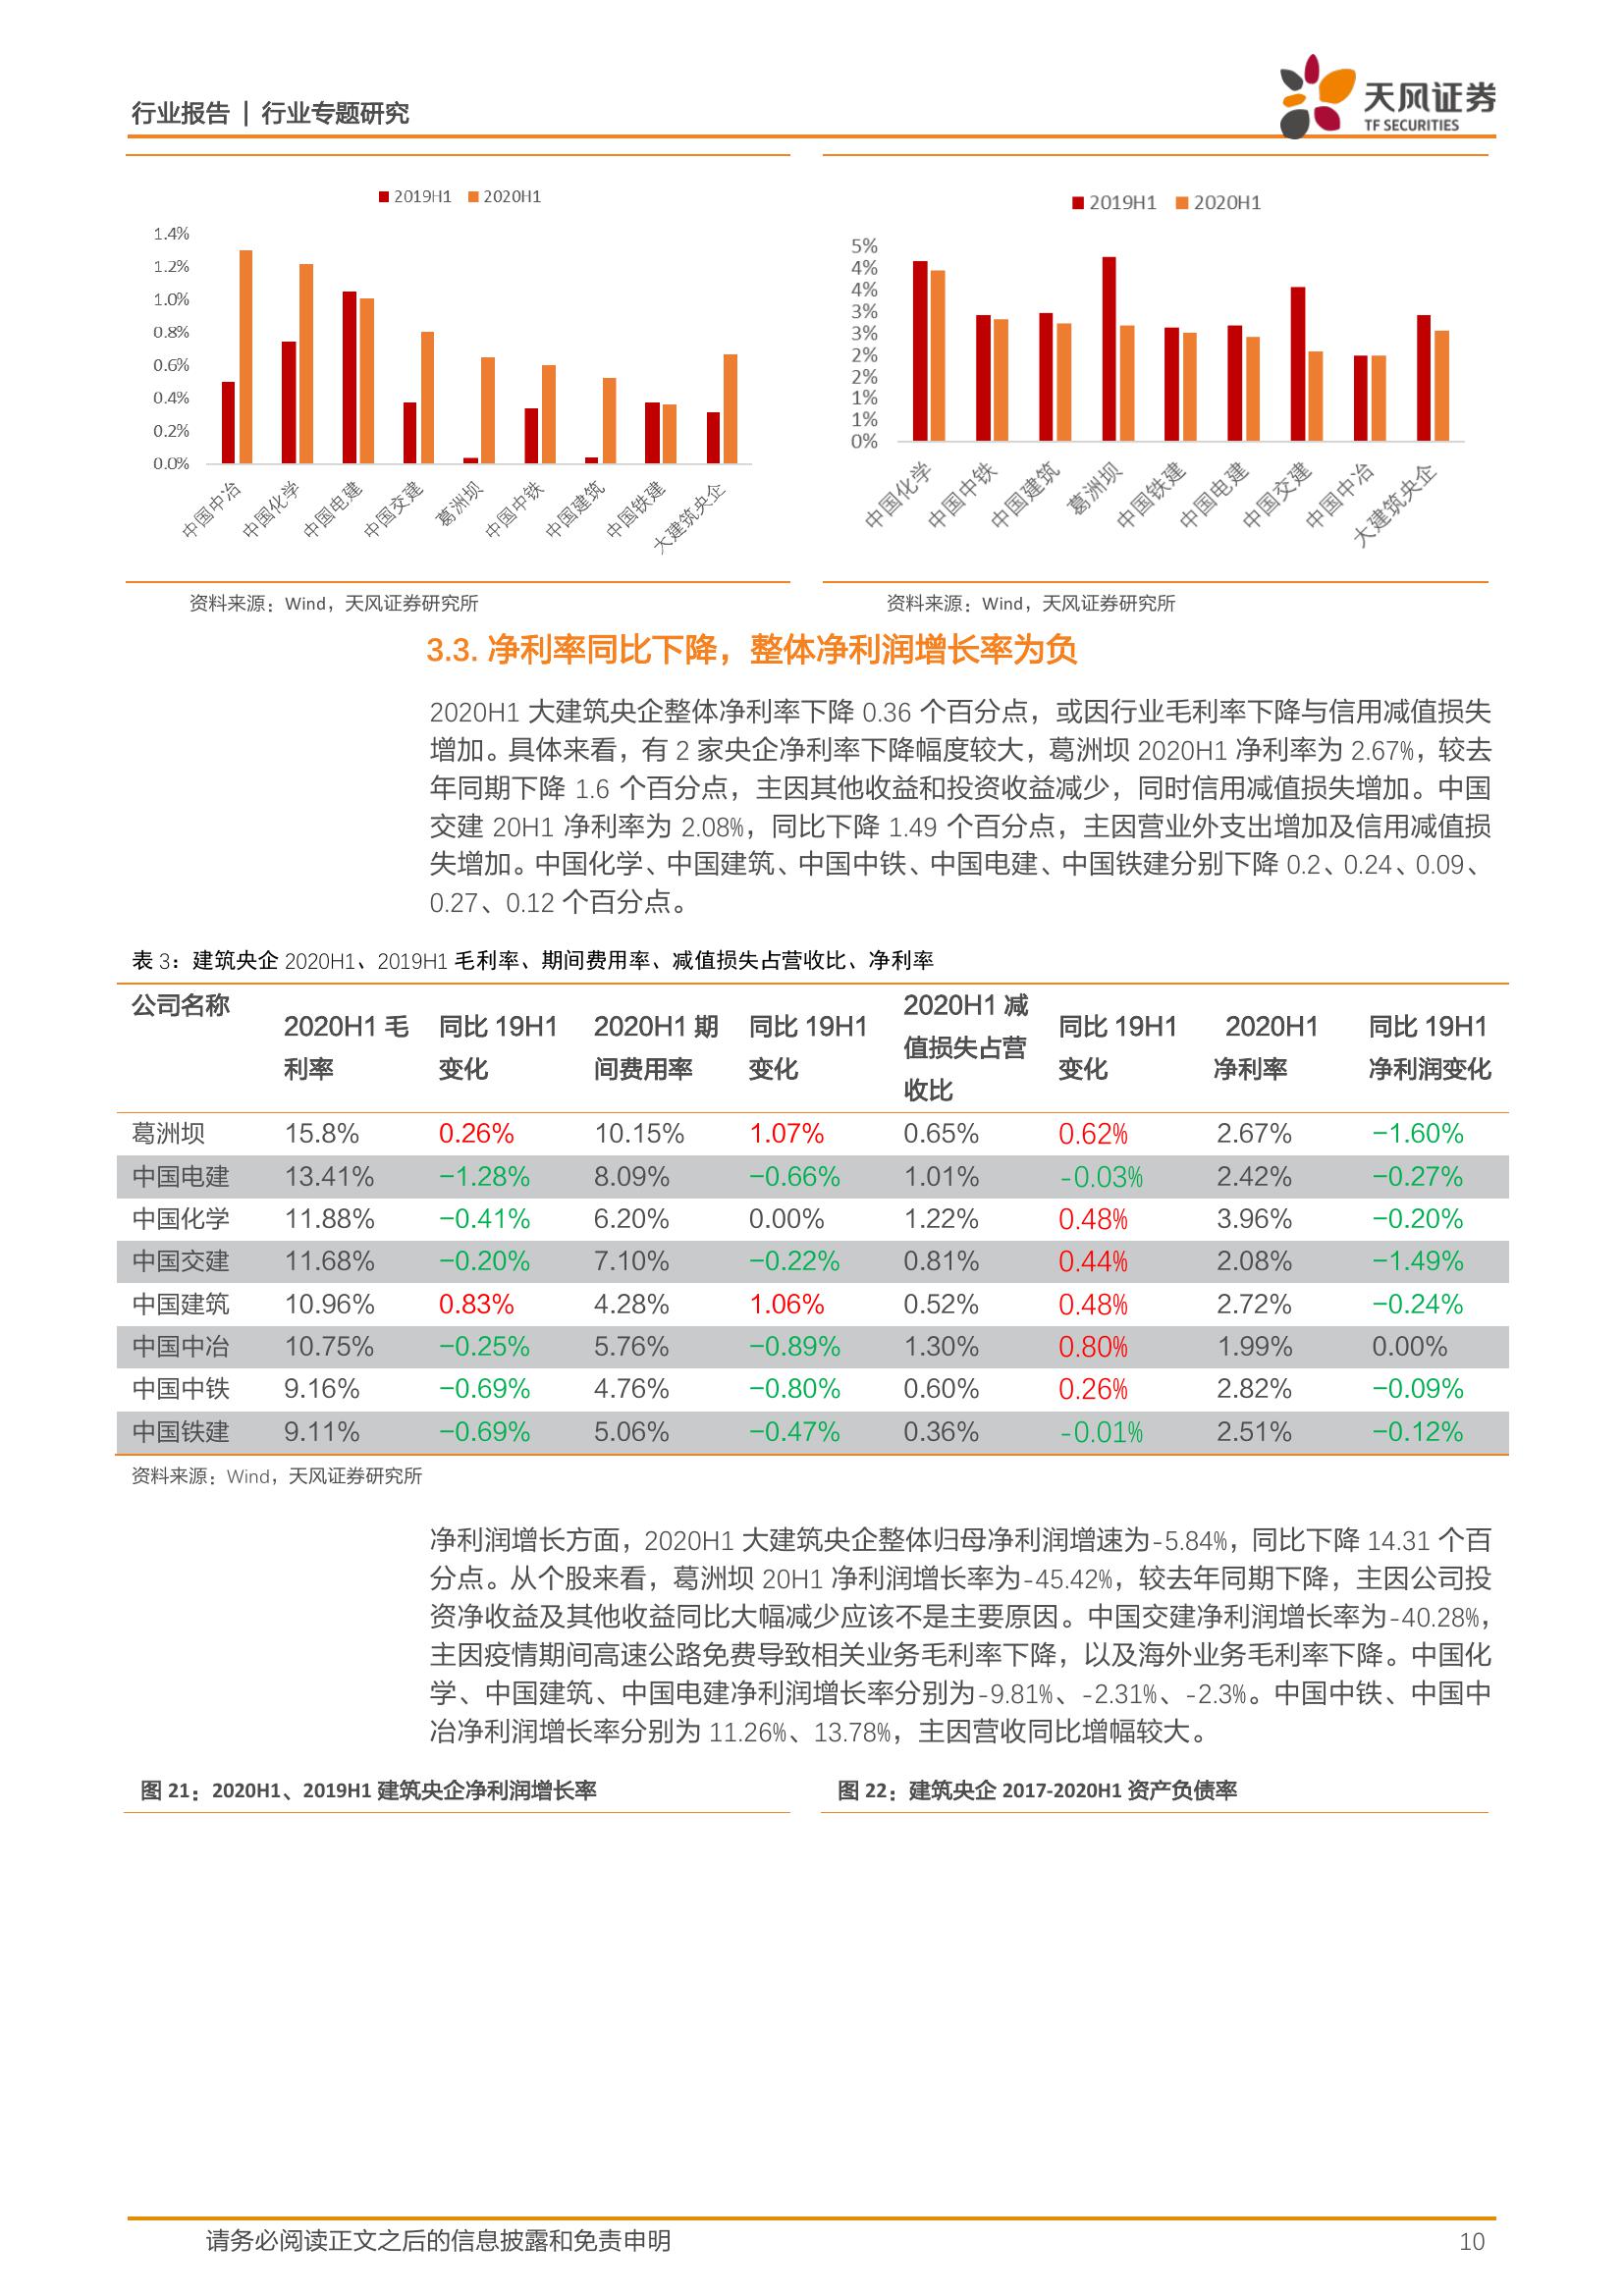 行业报告 | 行业专题研究
天风证券
TF SECURITIES
2019H1 2020H1
1.4%
1.2%
1.0%
0.8%
0.6%
0.4%
0.2%
0.0%
中国中冶
中国化学
中国电建
中国交建
葛洲坝
中国中铁
中国建筑
中国铁建
大建筑央企
2019H1 2020H1
5%
4%
4%
3%
3%
2%
2%
1%
1%
0%
中国化学
中国中铁
中国建筑
葛洲坝
中国铁建
中国电建
中国交建
中国中冶
大建筑央企
资料来源：Wind，天风证券研究所
资料来源：Wind，天风证券研究所
3.3. 净利率同比下降，整体净利润增长率为负
2020H1 大建筑央企整体净利率下降 0.36 个百分点，或因行业毛利率下降与信用减值损失
增加。具体来看，有 2 家央企净利率下降幅度较大，葛洲坝 2020H1 净利率为 2.67%，较去
年同期下降 1.6 个百分点，主因其他收益和投资收益减少，同时信用减值损失增加。中国
交建 20H1 净利率为 2.08%，同比下降 1.49 个百分点，主因营业外支出增加及信用减值损
失增加。中国化学、中国建筑、中国中铁、中国电建、中国铁建分别下降 0.2、0.24、0.09、
0.27、0.12 个百分点。
表 3：建筑央企 2020H1、2019H1 毛利率、期间费用率、减值损失占营收比、净利率
公司名称 2020H1 毛利率 同比 19H1 变化 2020H1 期间费用率 同比 19H1 变化 2020H1 减值损失占营收比 同比 19H1 变化 2020H1 净利率 同比 19H1 净利润变化
葛洲坝 15.8% 0.26% 10.15% 1.07% 0.65% 0.62% 2.67% -1.60%
中国电建 13.41% -1.28% 8.09% -0.66% 1.01% -0.03% 2.42% -0.27%
中国化学 11.88% -0.41% 6.20% 0.00% 1.22% 0.48% 3.96% -0.20%
中国交建 11.68% -0.20% 7.10% -0.22% 0.81% 0.44% 2.08% -1.49%
中国建筑 10.96% 0.83% 4.28% 1.06% 0.52% 0.48% 2.72% -0.24%
中国中冶 10.75% -0.25% 5.76% -0.89% 1.30% 0.80% 1.99% 0.00%
中国中铁 9.16% -0.69% 4.76% -0.80% 0.60% 0.26% 2.82% -0.09%
中国铁建 9.11% -0.69% 5.06% -0.47% 0.36% -0.01% 2.51% -0.12%
资料来源：Wind，天风证券研究所
净利润增长方面，2020H1 大建筑央企整体归母净利润增速为-5.84%，同比下降 14.31 个百
分点。从个股来看，葛洲坝 20H1 净利润增长率为-45.42%，较去年同期下降，主因公司投
资净收益及其他收益同比大幅减少应该不是主要原因。中国交建净利润增长率为-40.28%，
主因疫情期间高速公路免费导致相关业务毛利率下降，以及海外业务毛利率下降。中国化
学、中国建筑、中国电建净利润增长率分别为-9.81%、-2.31%、-2.3%。中国中铁、中国中
冶净利润增长率分别为 11.26%、13.78%，主因营收同比增幅较大。
图 21：2020H1、2019H1 建筑央企净利润增长率
图 22：建筑央企 2017-2020H1 资产负债率
请务必阅读正文之后的信息披露和免责申明
10